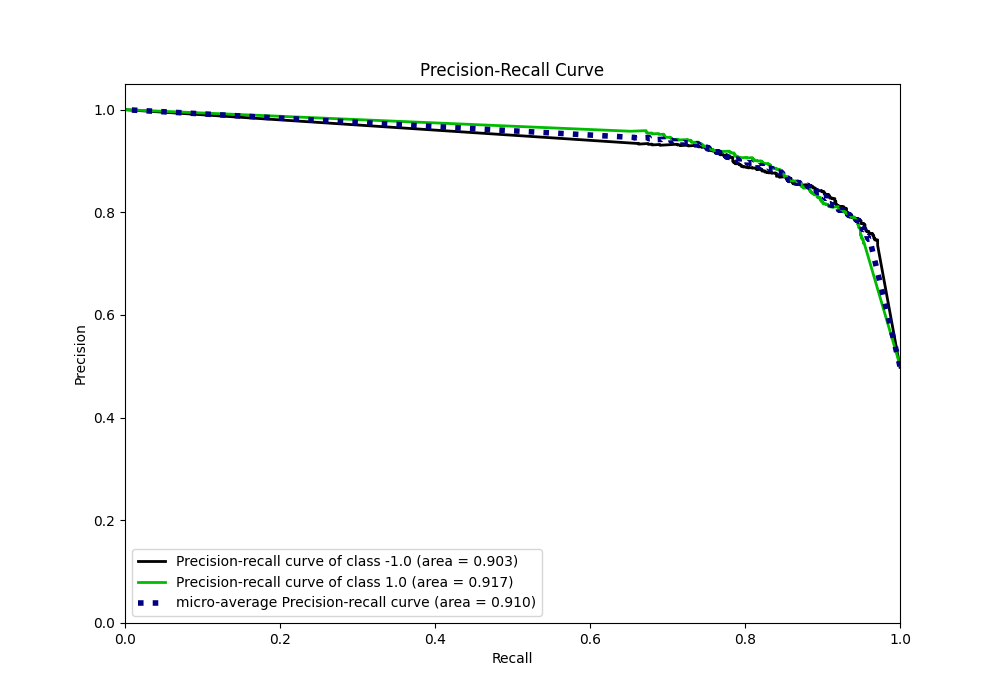 Precision-Recall Curve
1.0
0.8
0.6
0.4
0.2
0.0
Precision
Precision-recall curve of class -1.0 (area = 0.903)
Precision-recall curve of class 1.0 (area = 0.917)
micro-average Precision-recall curve (area = 0.910)
0.0 0.2 0.4 0.6 0.8 1.0
Recall